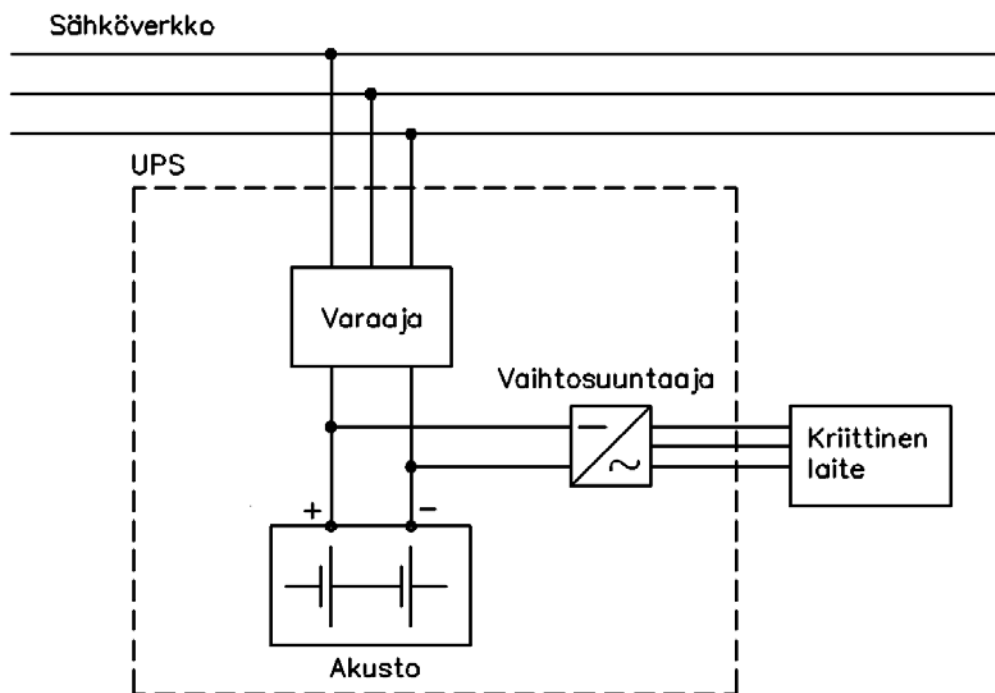 Sähköverkko
UPS
Varaaja
Vaihtosuuntaaja
Kriittinen
laite
+ -
Akusto